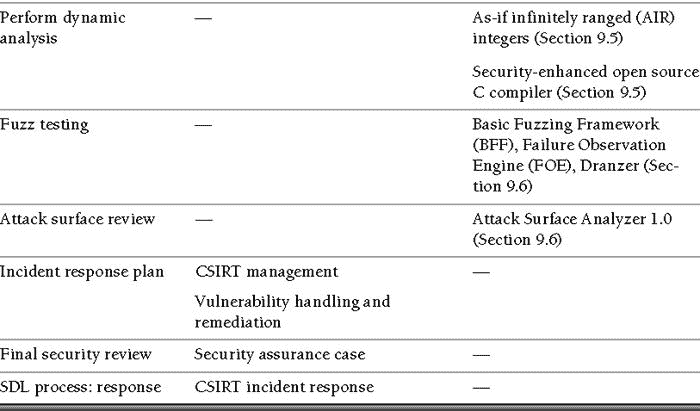 Perform dynamic — As-if infinitely ranged (AIR)
analysis integers (Section 9.5)
Security-enhanced open source
C compiler (Section 9.5)
Fuzz testing — Basic Fuzzing Framework
(BFF), Failure Observation
Engine (FOE), Dranzer (Sec-
tion 9.6)
Attack surface review — Attack Surface Analyzer 1.0
(Section 9.6)
Incident response plan CSIRT management —
Vulnerability handling and
remediation
Final security review Security assurance case —
SDL process: response CSIRT incident response —